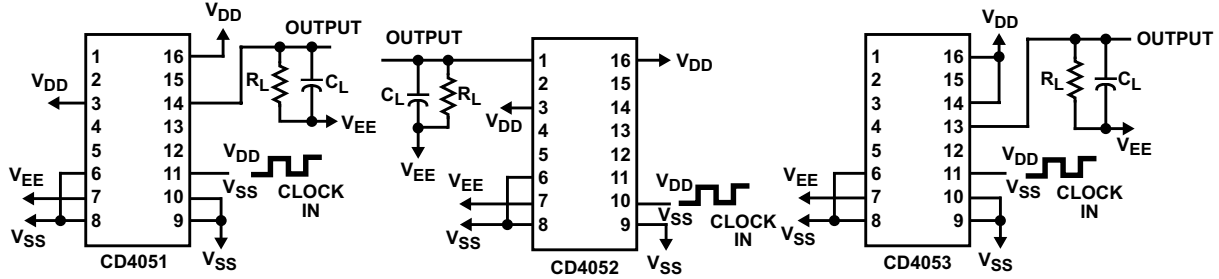 VDD
OUTPUT
1 16
2 15
VDD
3 14
4 13
5 12
6 11
7 10
8 9
RL
CL
VEE
VDD
VSS
CLOCK
IN
VEE
VSS
VSS
CD4051
OUTPUT
1 16
2 15
3 14
4 13
5 12
6 11
7 10
8 9
VDD
CL
RL
VDD
VEE
VEE
VDD
VSS
CLOCK
IN
VSS
VSS
CD4052
VDD
OUTPUT
1 16
2 15
3 14
4 13
5 12
6 11
7 10
8 9
RL
CL
VEE
VDD
VSS
CLOCK
IN
VEE
VSS
VSS
CD4053